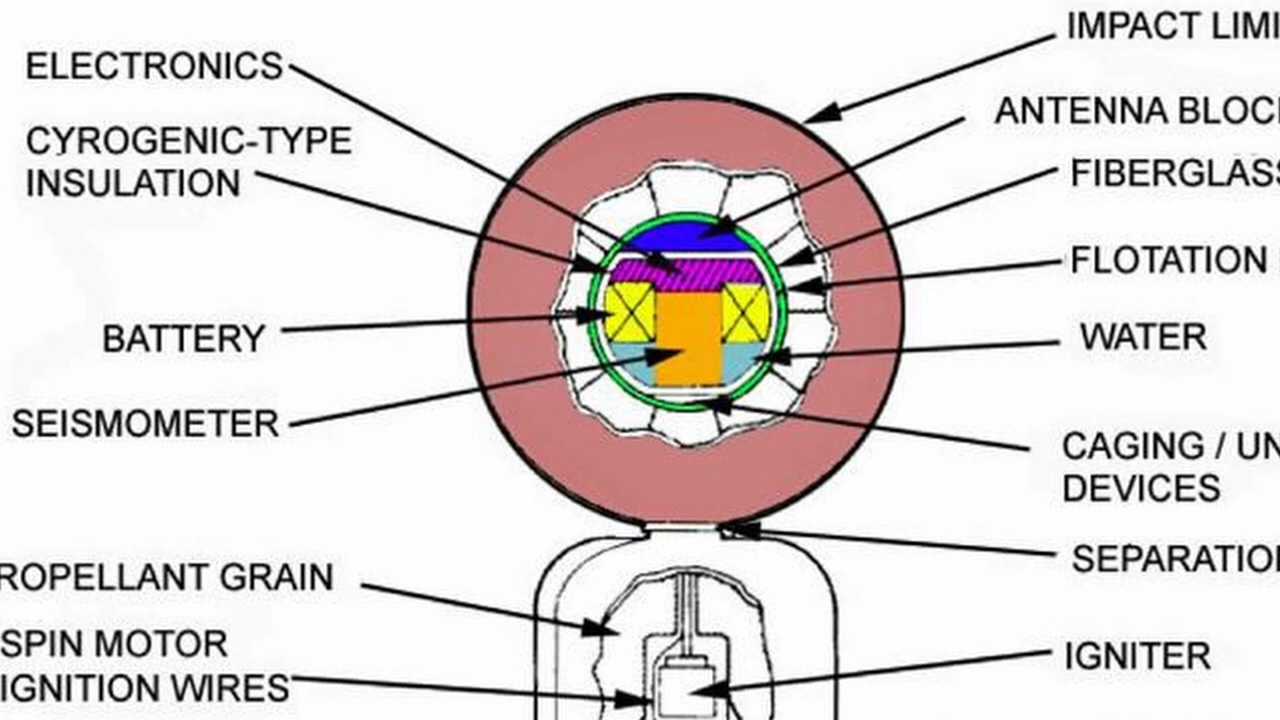 ELECTRONICS
CYROGENIC-TYPE
INSULATION
BATTERY
SEISMOMETER
ROPELLANT GRAIN
SPIN MOTOR
IGNITION WIRES
IMPACT LIMI
ANTENNA BLOC
FIBERGLASS
FLOTATION
WATER
CAGING / UN
DEVICES
SEPARATIO
IGNITER